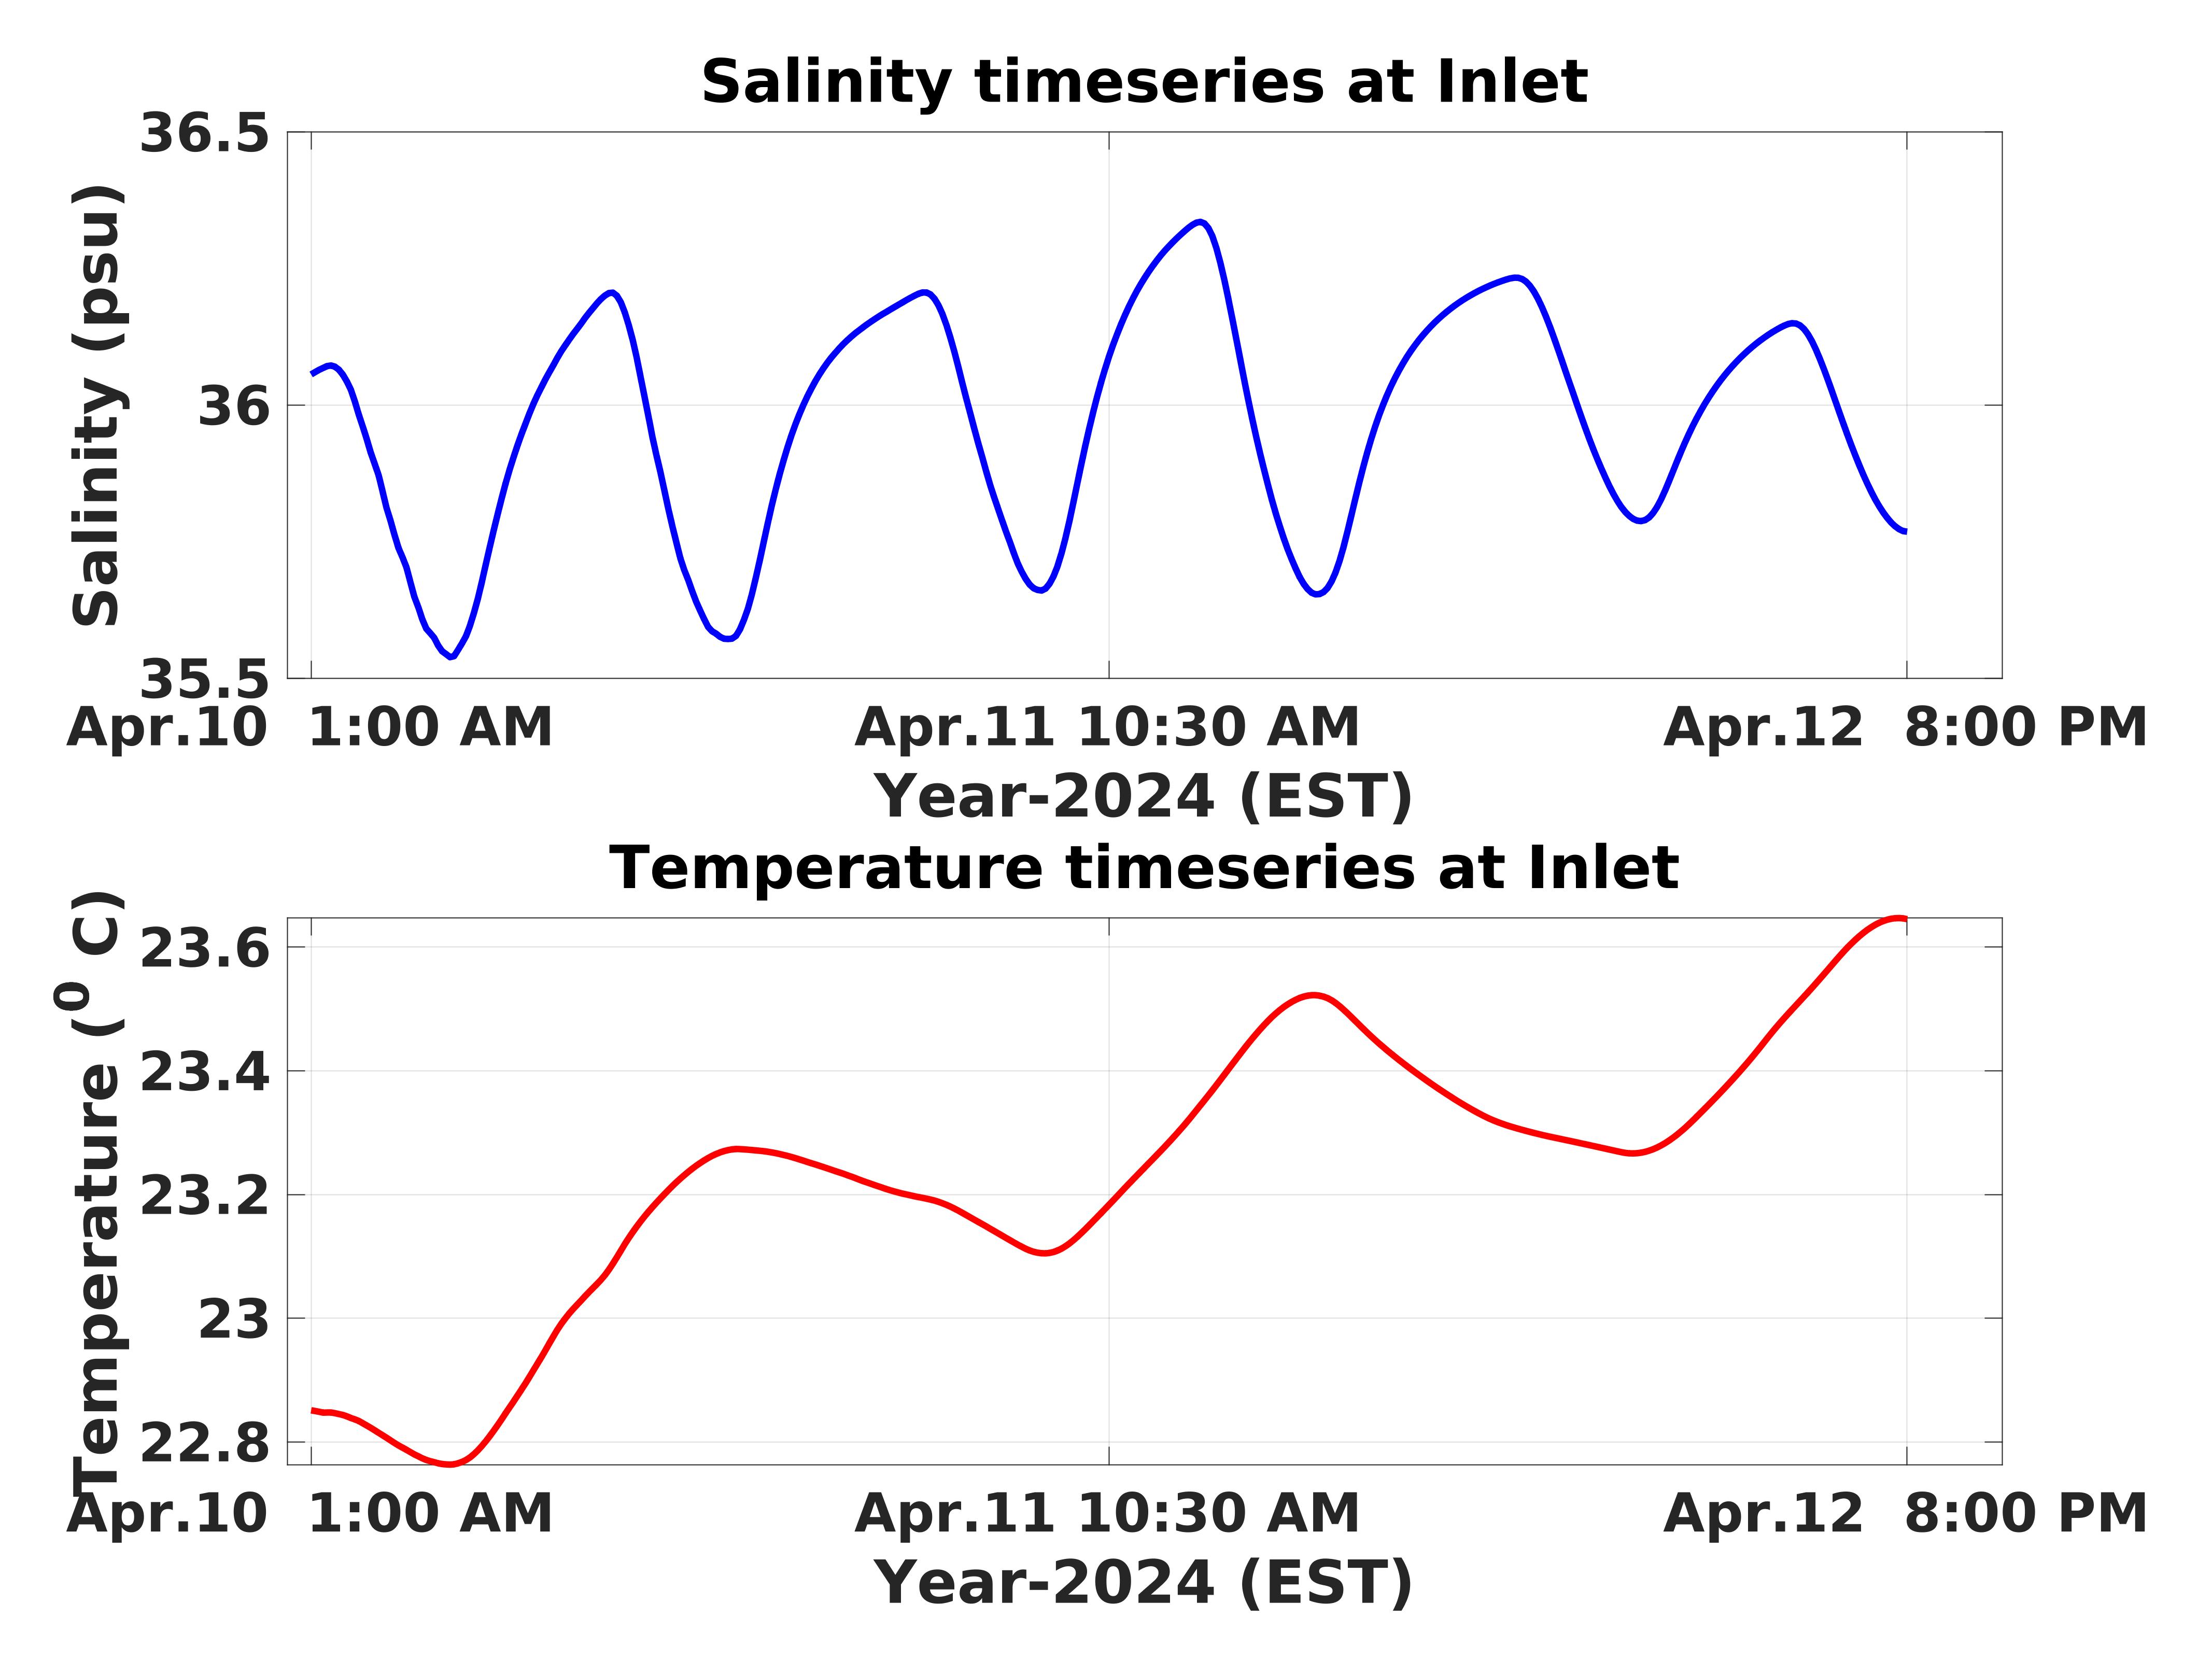 Salinity timeseries at Inlet
Salinity (psu)
36.5
36
35.5
Apr.10  1:00 AM
Apr.11 10:30 AM
Apr.12  8:00 PM
Year-2024 (EST)
Temperature timeseries at Inlet
Temperature (⁰ C)
23.6
23.4
23.2
23
22.8
Apr.10  1:00 AM
Apr.11 10:30 AM
Apr.12  8:00 PM
Year-2024 (EST)